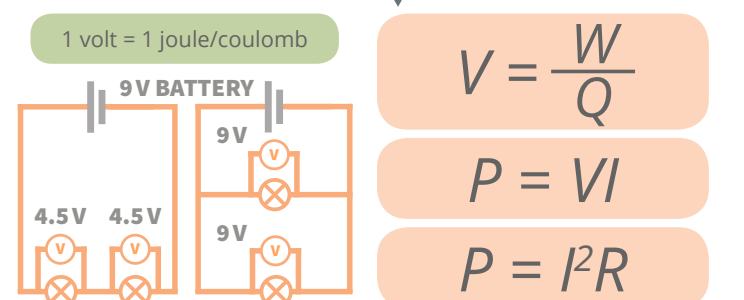 1 volt = 1 joule/coulomb
9 V BATTERY
9 V
V
4.5 V 4.5 V
V V
9 V
V
V = W/Q
P = VI
P = I²R